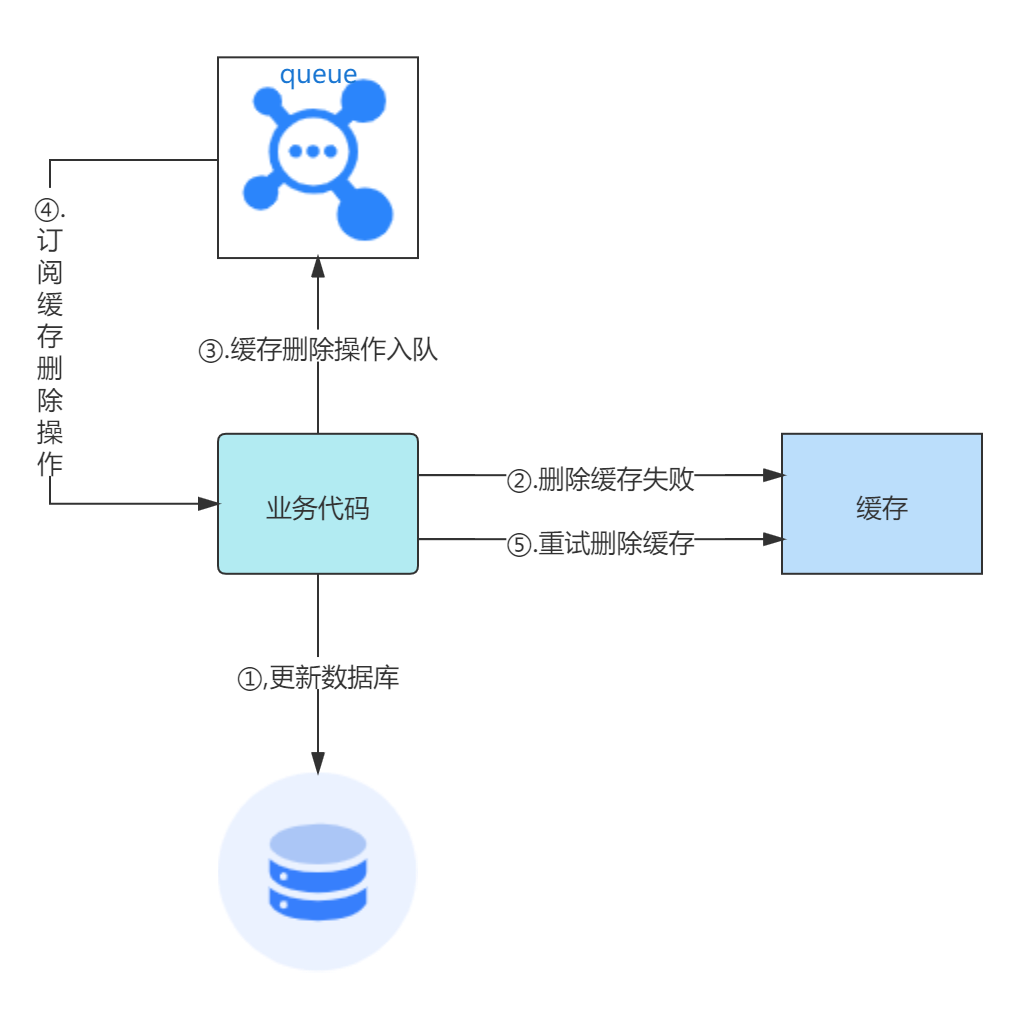 queue
④.订阅缓存删除操作
③.缓存删除操作入队
业务代码
②.删除缓存失败
⑤.重试删除缓存
缓存
①,更新数据库